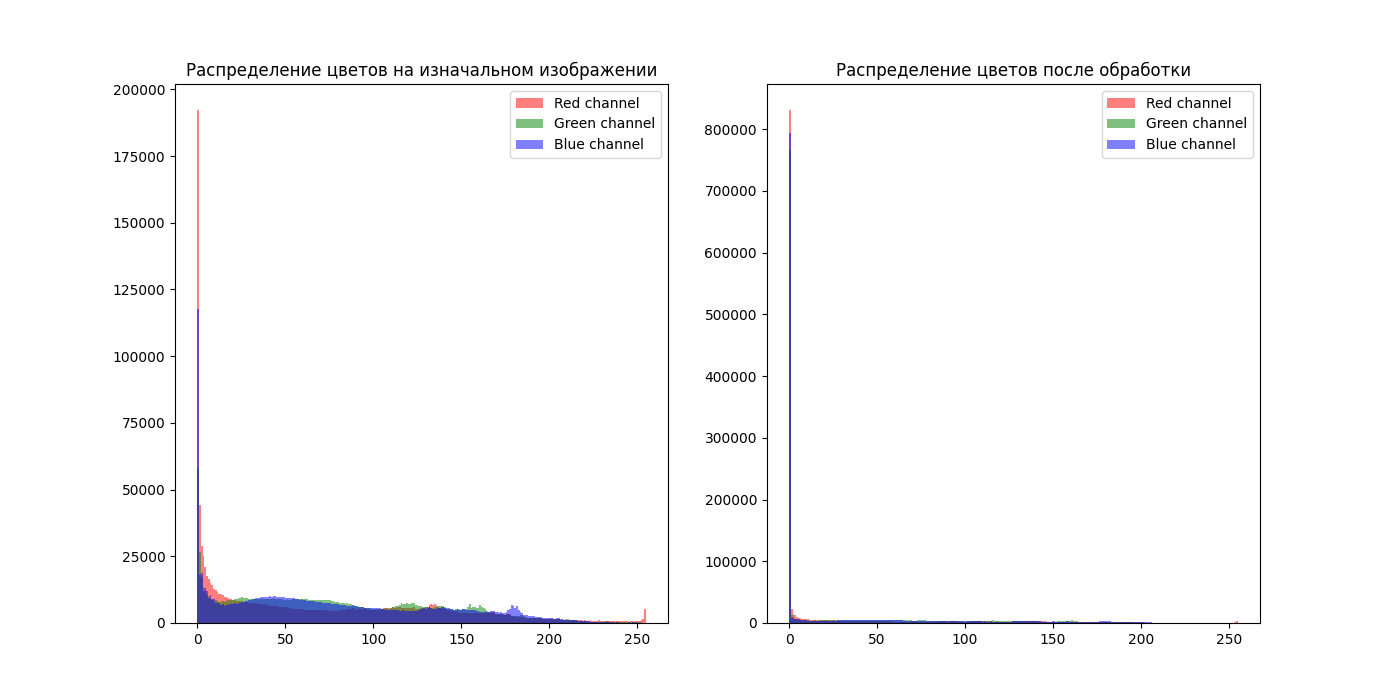 Распределение цветов на изначальном изображении
200000
175000
150000
125000
100000
75000
50000
25000
0
0 50 100 150 200 250
Red channel
Green channel
Blue channel
Распределение цветов после обработки
800000
700000
600000
500000
400000
300000
200000
100000
0
0 50 100 150 200 250
Red channel
Green channel
Blue channel